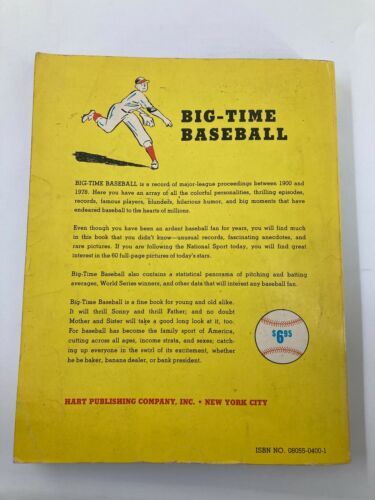 BIG-TIME
BASEBALL
BIG-TIME BASEBALL is a record of major-league proceedings between 1900 and
1978. Here you have an array of all the colorful personalities, thrilling episodes,
records, famous players, blunders, hilarious humor, and big moments that have
endeared baseball to the hearts of millions.
Even though you have been an ardent baseball fan for years, you will find much
in this book that you didn't know—unusual records, fascinating anecdotes, and
rare pictures. If you are following the National Sport today, you will find great
interest in the 60 full-page pictures of today's stars.
Big-Time Baseball also contains a statistical panorama of pitching and batting
averages, World Series winners, and other data that will interest any baseball fan.
Big-Time Baseball is a fine book for young and old alike.
It will thrill Sonny and thrill Father; and no doubt
Mother and Sister will take a good long look at it, too.
For baseball has become the family sport of America,
cutting across all ages, income strata, and sexes; catch-
ing up everyone in the swirl of its excitement, whether
he be baker, banana dealer, or bank president.
$6.95
HART PUBLISHING COMPANY, INC. • NEW YORK CITY
ISBN NO. 08055-0400-1